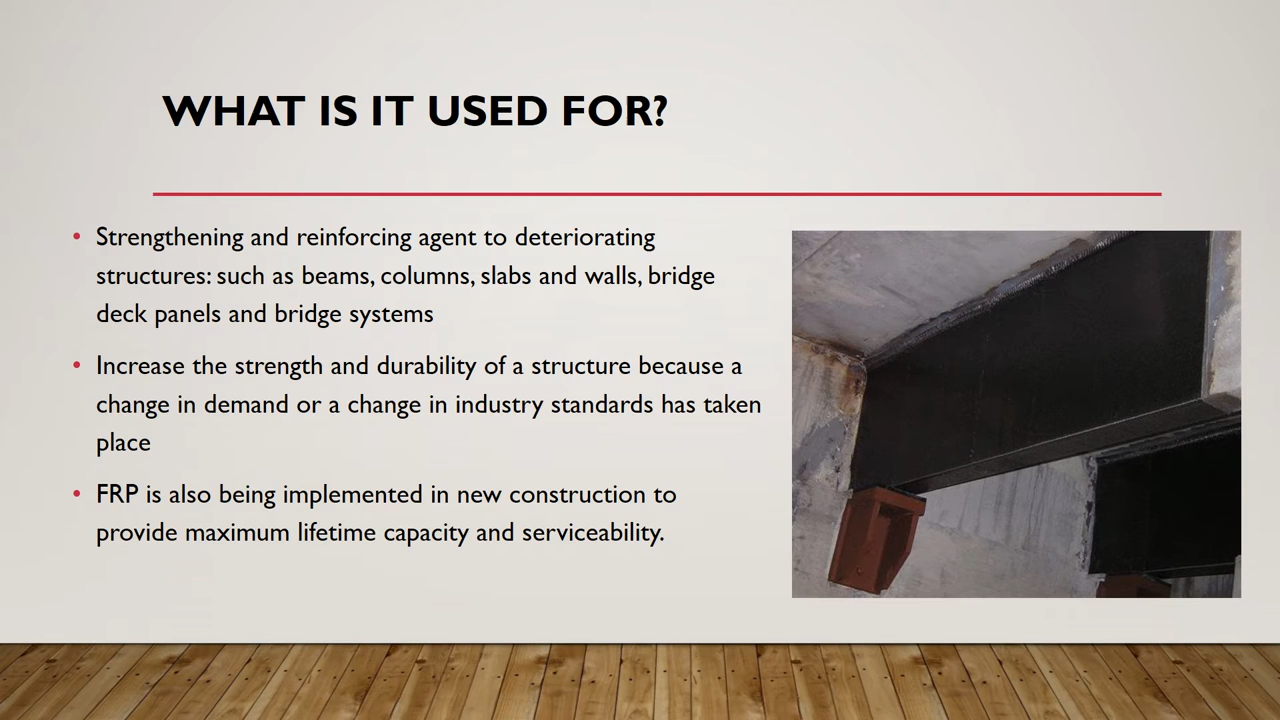 WHAT IS IT USED FOR?
• Strengthening and reinforcing agent to deteriorating
structures: such as beams, columns, slabs and walls, bridge
deck panels and bridge systems
• Increase the strength and durability of a structure because a
change in demand or a change in industry standards has taken
place
• FRP is also being implemented in new construction to
provide maximum lifetime capacity and serviceability.